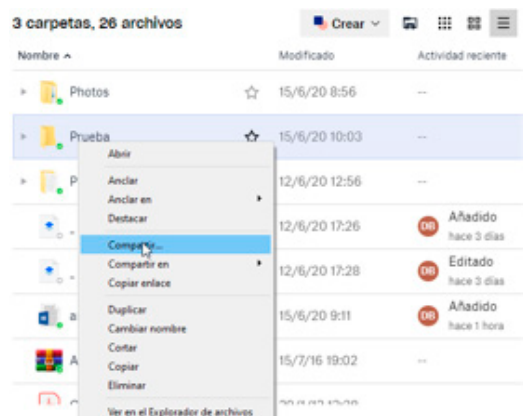 3 carpetas, 26 archivos
Crear
Nombre
Modificado
Actividad reciente
Photos
15/6/20 8:56
--
Prueba
15/6/20 10:03
--
P
12/6/20 12:56
--
-
12/6/20 17:26
DB
Añadido
hace 3 días
-
12/6/20 17:28
DB
Editado
hace 3 días
a
15/6/20 9:11
DB
Añadido
hace 1 hora
A
15/7/16 19:02
--
Abrir
Anclar
Anclar en
Destacar
Compartir...
Compartir en
Copiar enlace
Duplicar
Cambiar nombre
Cortar
Copiar
Eliminar
Ver en el Explorador de archivos